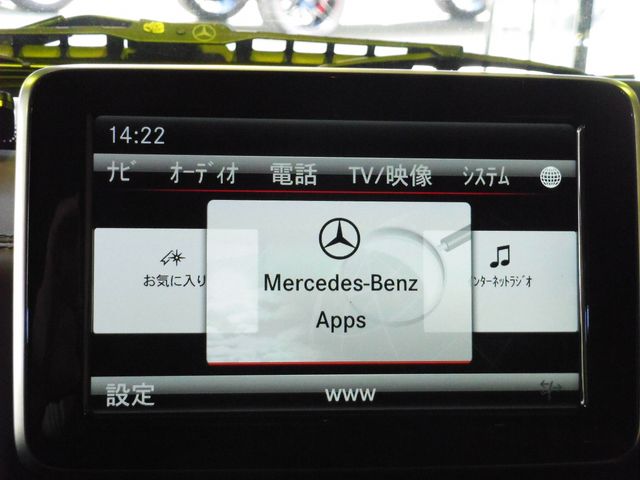 14:22
ナビ オーディオ 電話 TV/映像 システム
お気に入り
Mercedes-Benz
Apps
ンターネットラジオ
設定 www